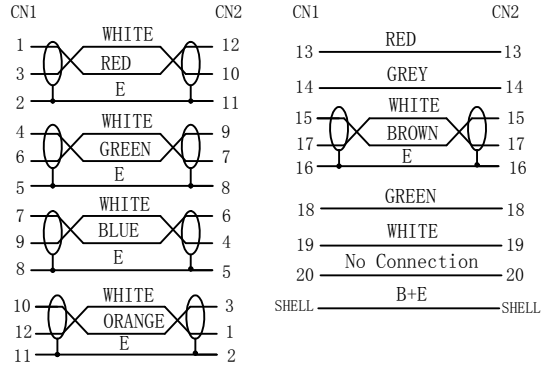 CN1 CN2
1 WHITE 12
3 RED 10
2 E 11
4 WHITE 9
6 GREEN 7
5 E 8
7 WHITE 6
9 BLUE 4
8 E 5
10 WHITE 3
12 ORANGE 1
11 E 2
CN1 CN2
13 RED 13
14 GREY 14
15 WHITE 15
17 BROWN 17
16 E 16
18 GREEN 18
19 WHITE 19
20 No Connection 20
SHELL B+E SHELL